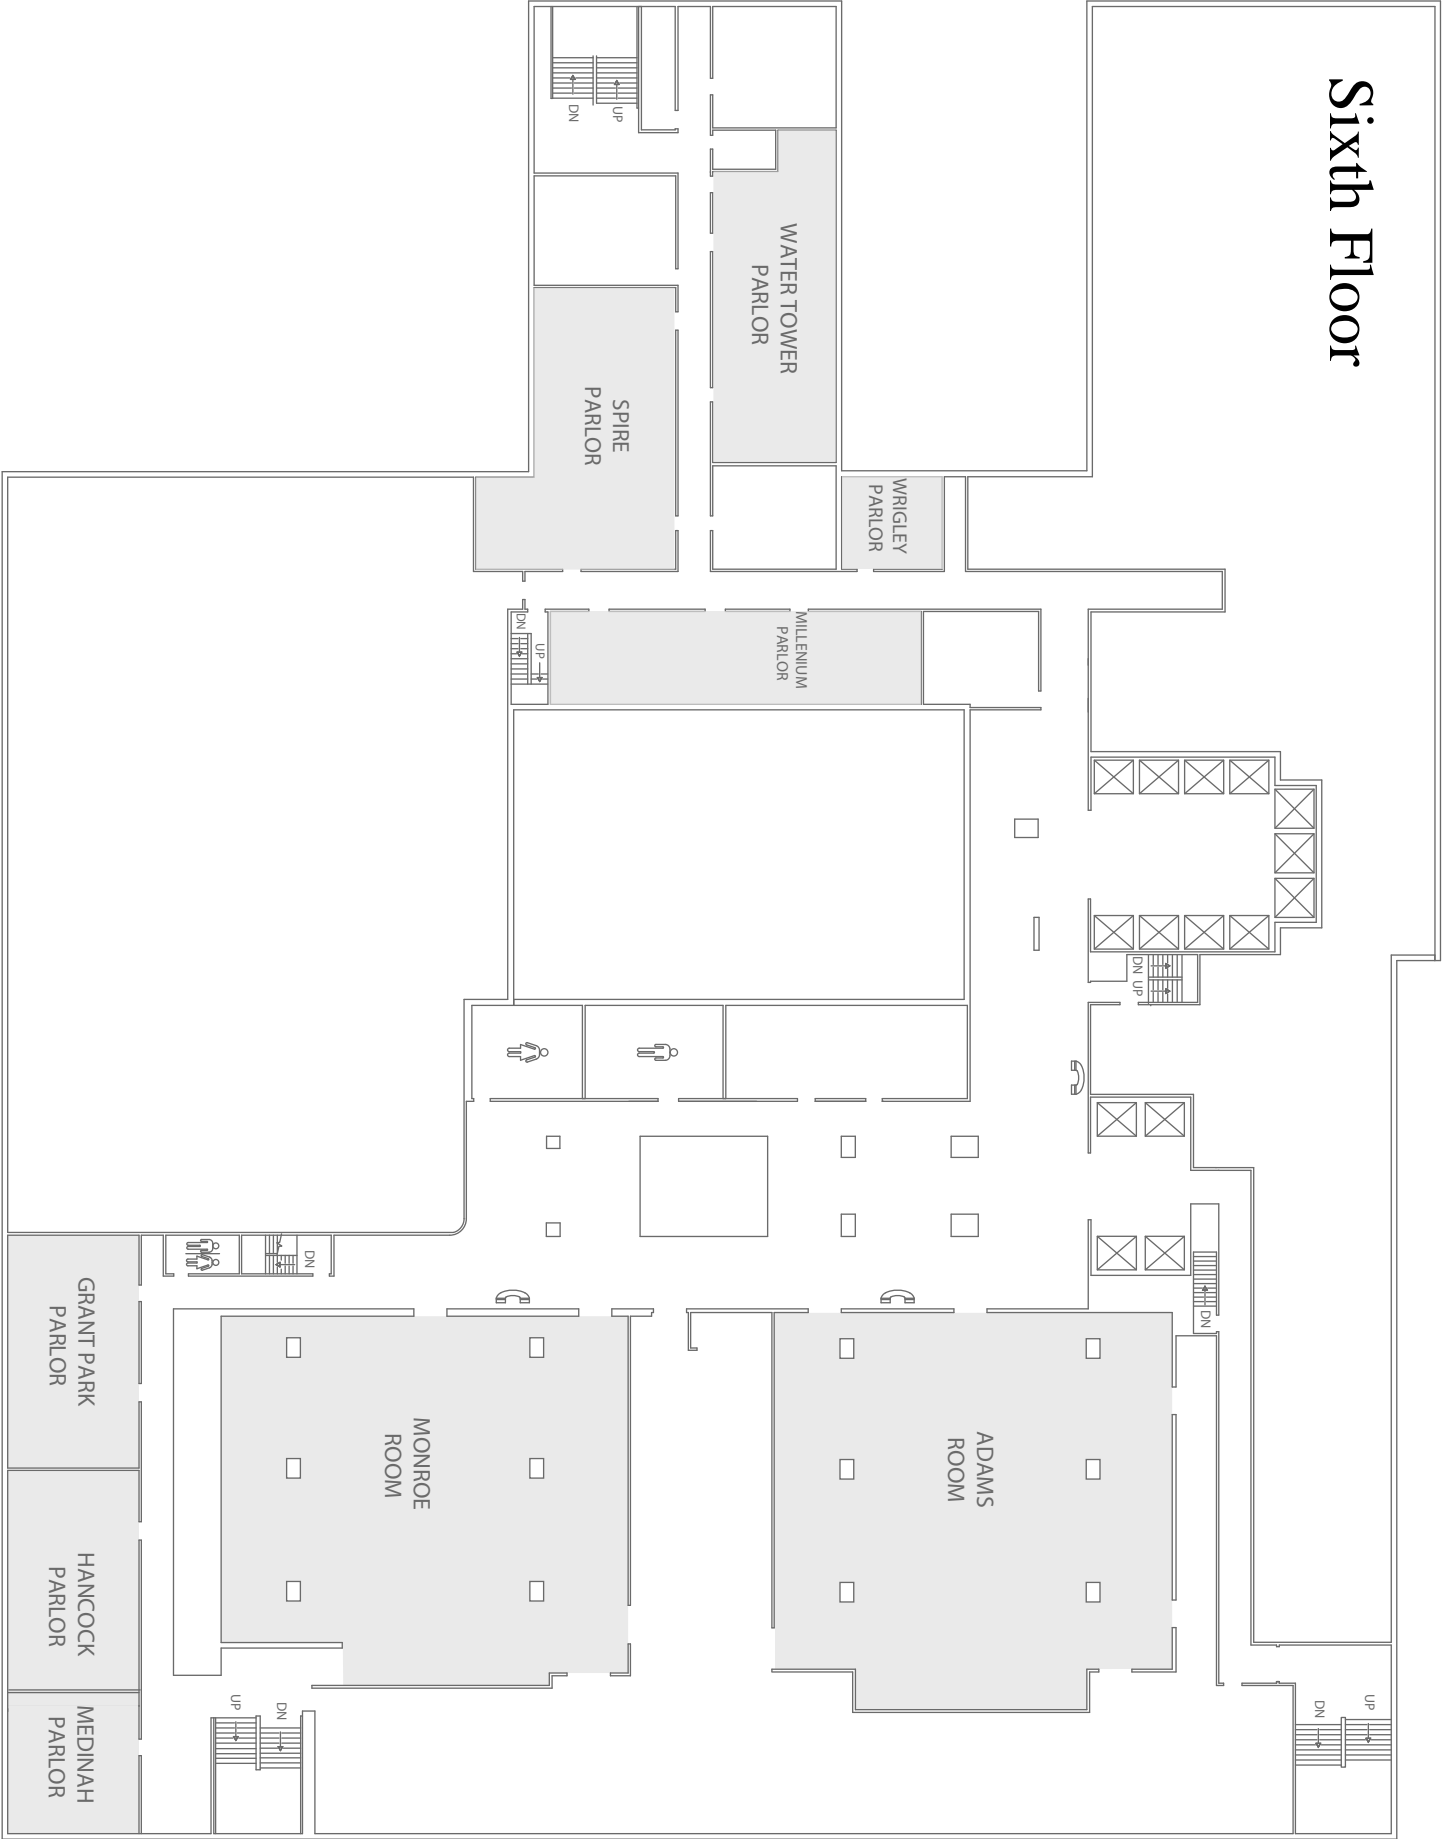 Sixth Floor
UP
DN
DN
DN UP
ADAMS
ROOM
WRIGLEY
PARLOR
MILLENIUM
PARLOR
WATER TOWER
PARLOR
SPIRE
PARLOR
UP
DN
UP
DN
MONROE
ROOM
DN
DN
UP
GRANT PARK
PARLOR
HANCOCK
PARLOR
MEDINAH
PARLOR